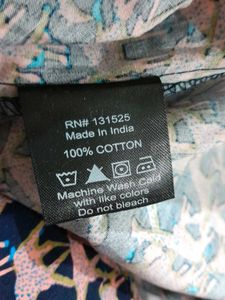 RN# 131525
Made in India
100% COTTON
Machine Wash Cold
with like colors
Do not bleach